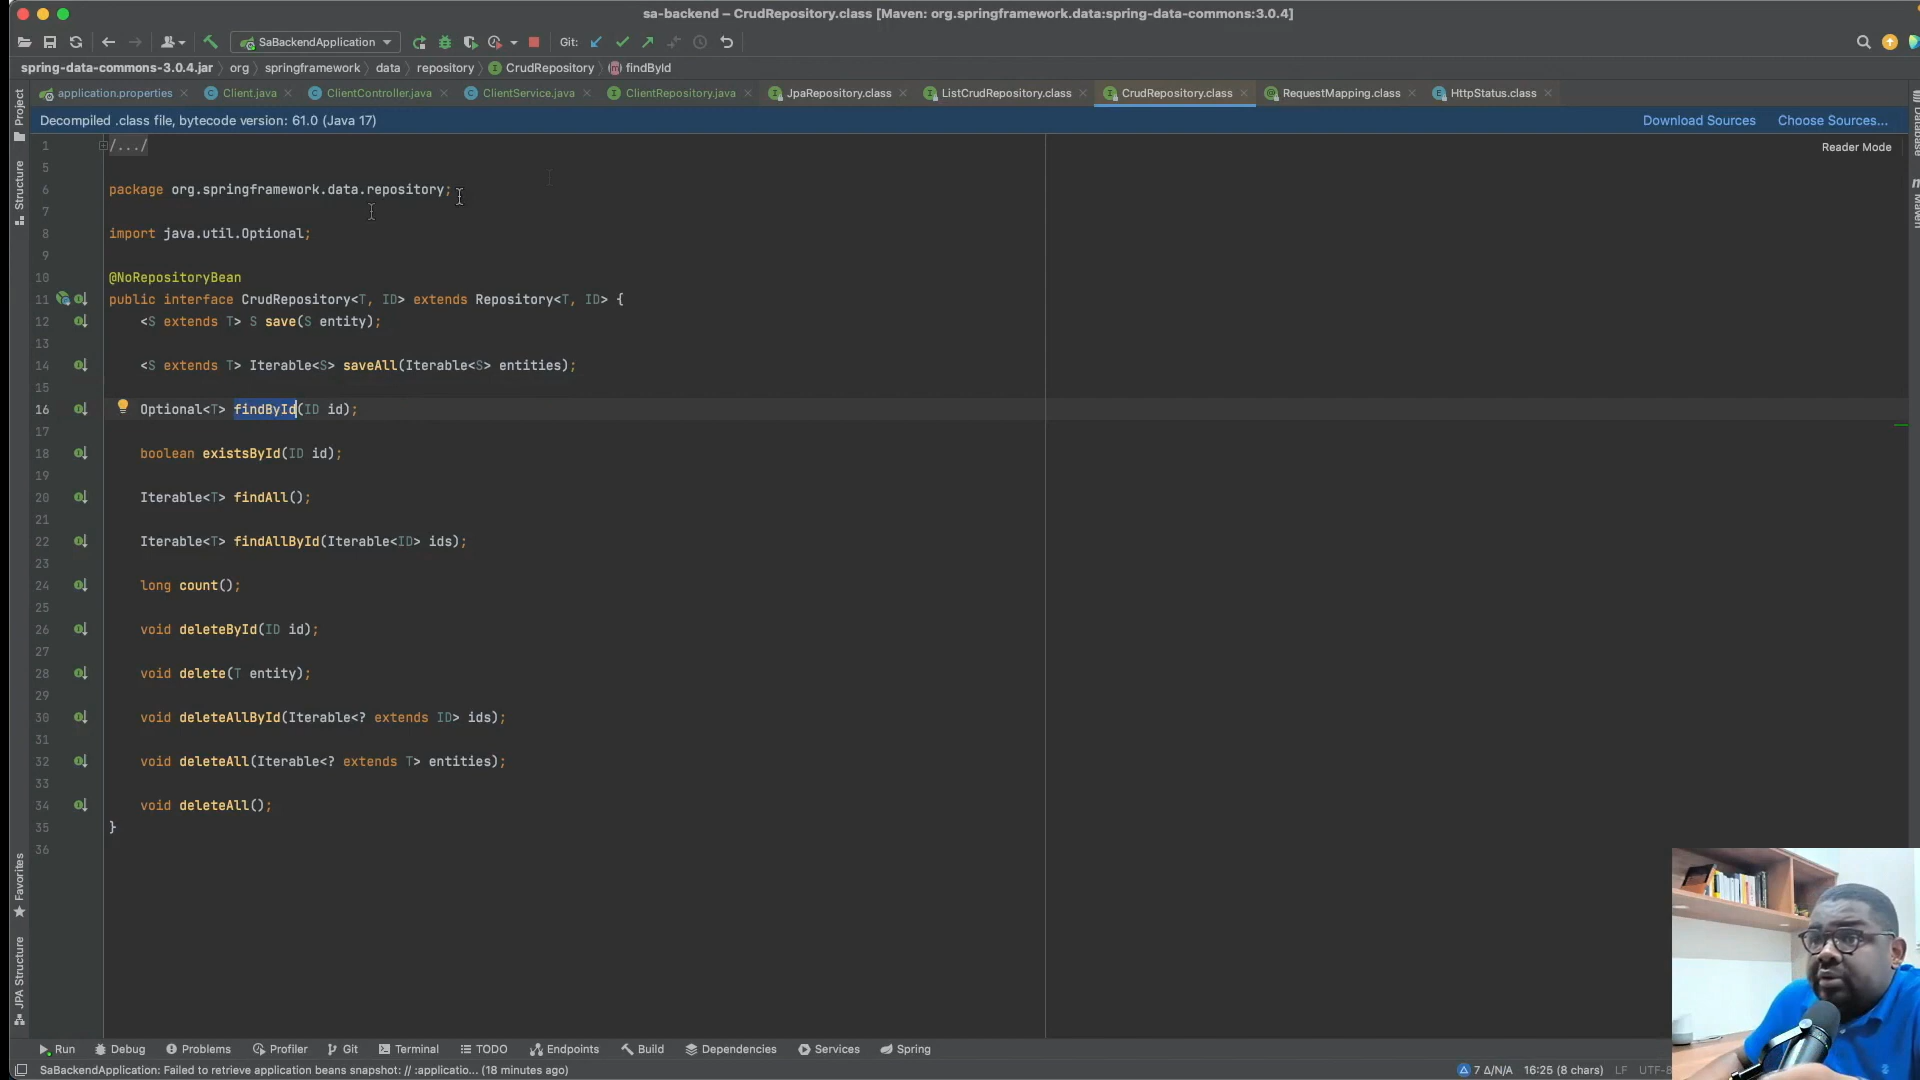 sa-backend – CrudRepository.class [Maven: org.springframework.data:spring-data-commons:3.0.4]
SaBackendApplication Git:
spring-data-commons-3.0.4.jar org springframework data repository CrudRepository findById
application.properties Client.java ClientController.java ClientService.java ClientRepository.java JpaRepository.class ListCrudRepository.class CrudRepository.class RequestMapping.class HttpStatus.class
Decompiled .class file, bytecode version: 61.0 (Java 17) Download Sources Choose Sources...
Reader Mode
Project
Structure
Favorites
JPA Structure
Database
Maven
1 /.../
5
6 package org.springframework.data.repository;
7
8 import java.util.Optional;
9
10 @NoRepositoryBean
11 public interface CrudRepository<T, ID> extends Repository<T, ID> {
12 <S extends T> S save(S entity);
13
14 <S extends T> Iterable<S> saveAll(Iterable<S> entities);
15
16 Optional<T> findById(ID id);
17
18 boolean existsById(ID id);
19
20 Iterable<T> findAll();
21
22 Iterable<T> findAllById(Iterable<ID> ids);
23
24 long count();
25
26 void deleteById(ID id);
27
28 void delete(T entity);
29
30 void deleteAllById(Iterable<? extends ID> ids);
31
32 void deleteAll(Iterable<? extends T> entities);
33
34 void deleteAll();
35 }
36
Run Debug Problems Profiler Git Terminal TODO Endpoints Build Dependencies Services Spring
SaBackendApplication: Failed to retrieve application beans snapshot: // :applicatio... (18 minutes ago) 7 Δ/N/A 16:25 (8 chars) LF UTF-8